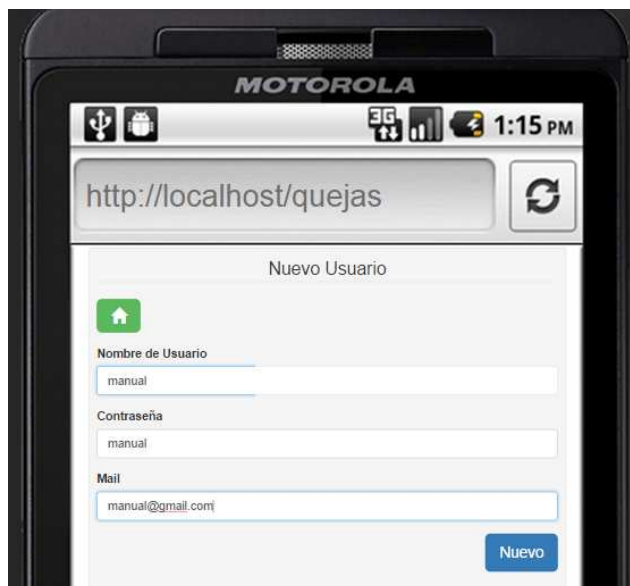 MOTOROLA
3G 1:15 PM
http://localhost/quejas
Nuevo Usuario
Nombre de Usuario
manual
Contraseña
manual
Mail
manual@gmail.com
Nuevo